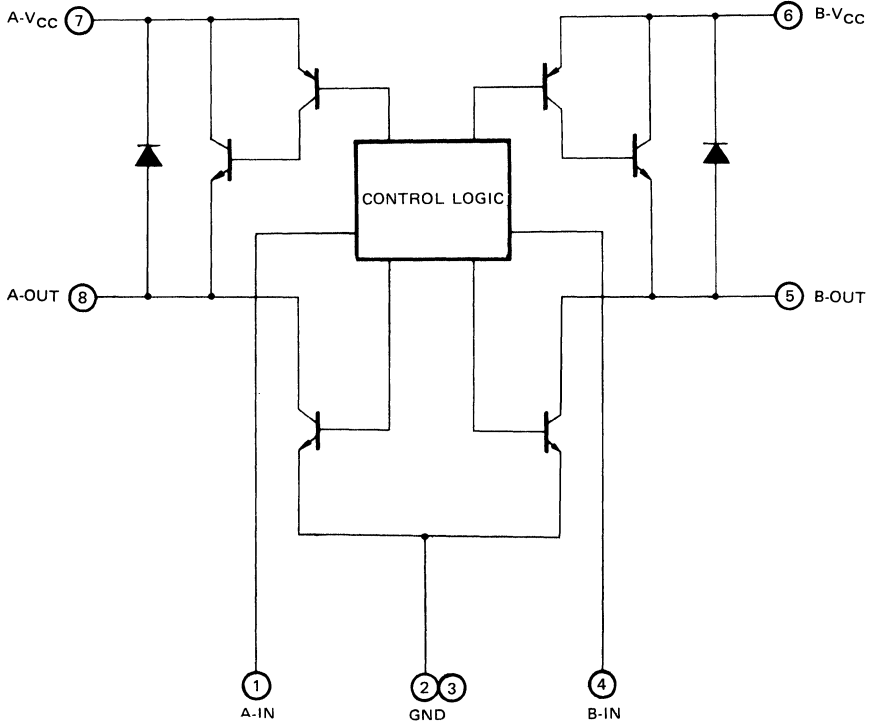 A-VCC 7
6 B-VCC
CONTROL LOGIC
A-OUT 8
5 B-OUT
1
2 3
4
A-IN
GND
B-IN